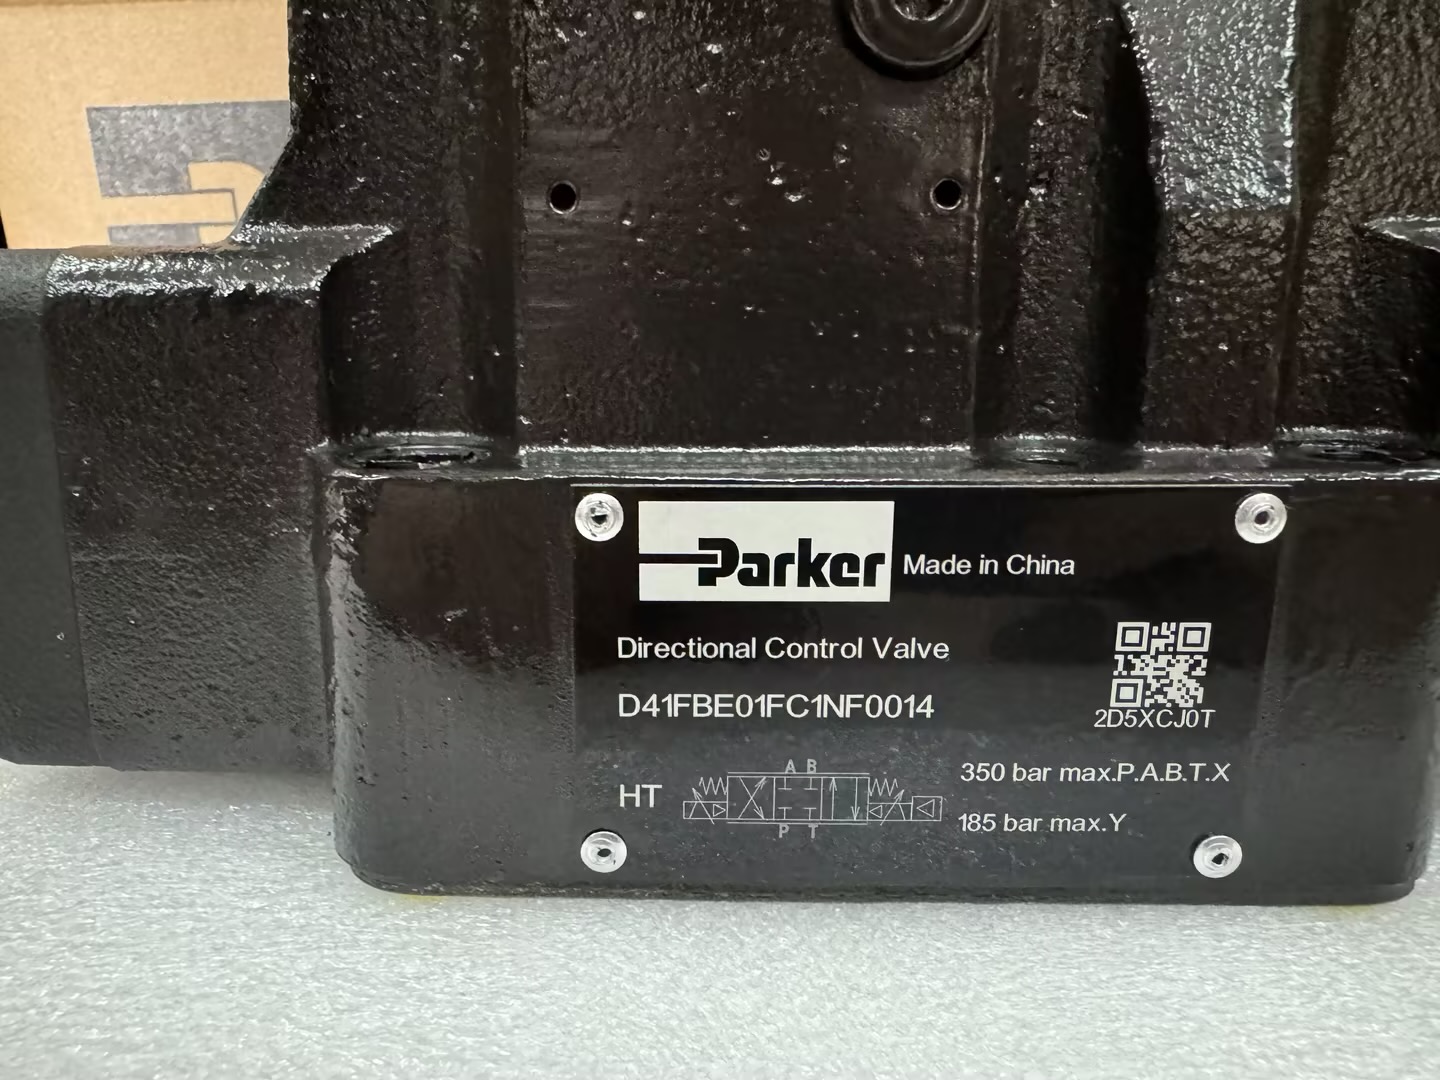 Parker
Made in China
Directional Control Valve
D41FBE01FC1NF0014
2D5XCJ0T
HT
A B
P T
350 bar max.P.A.B.T.X
185 bar max.Y